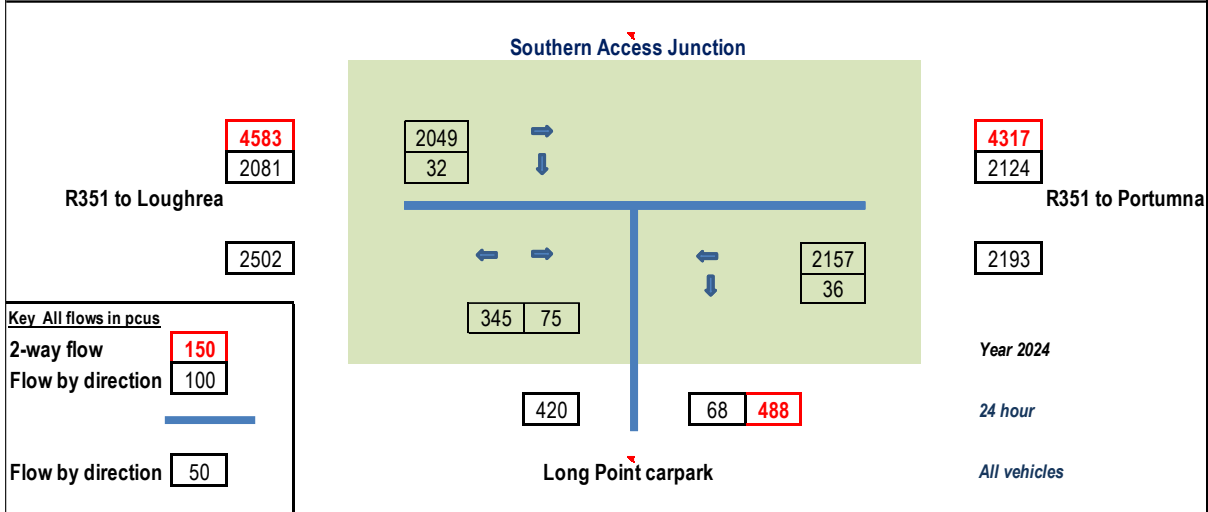 Southern Access Junction
4583
2049
4317
2081
32
2124
R351 to Loughrea
R351 to Portumna
2502
2157
2193
36
345 75
Key All flows in pcus
2-way flow 150
Year 2024
Flow by direction 100
420
68 488
24 hour
Flow by direction 50
Long Point carpark
All vehicles